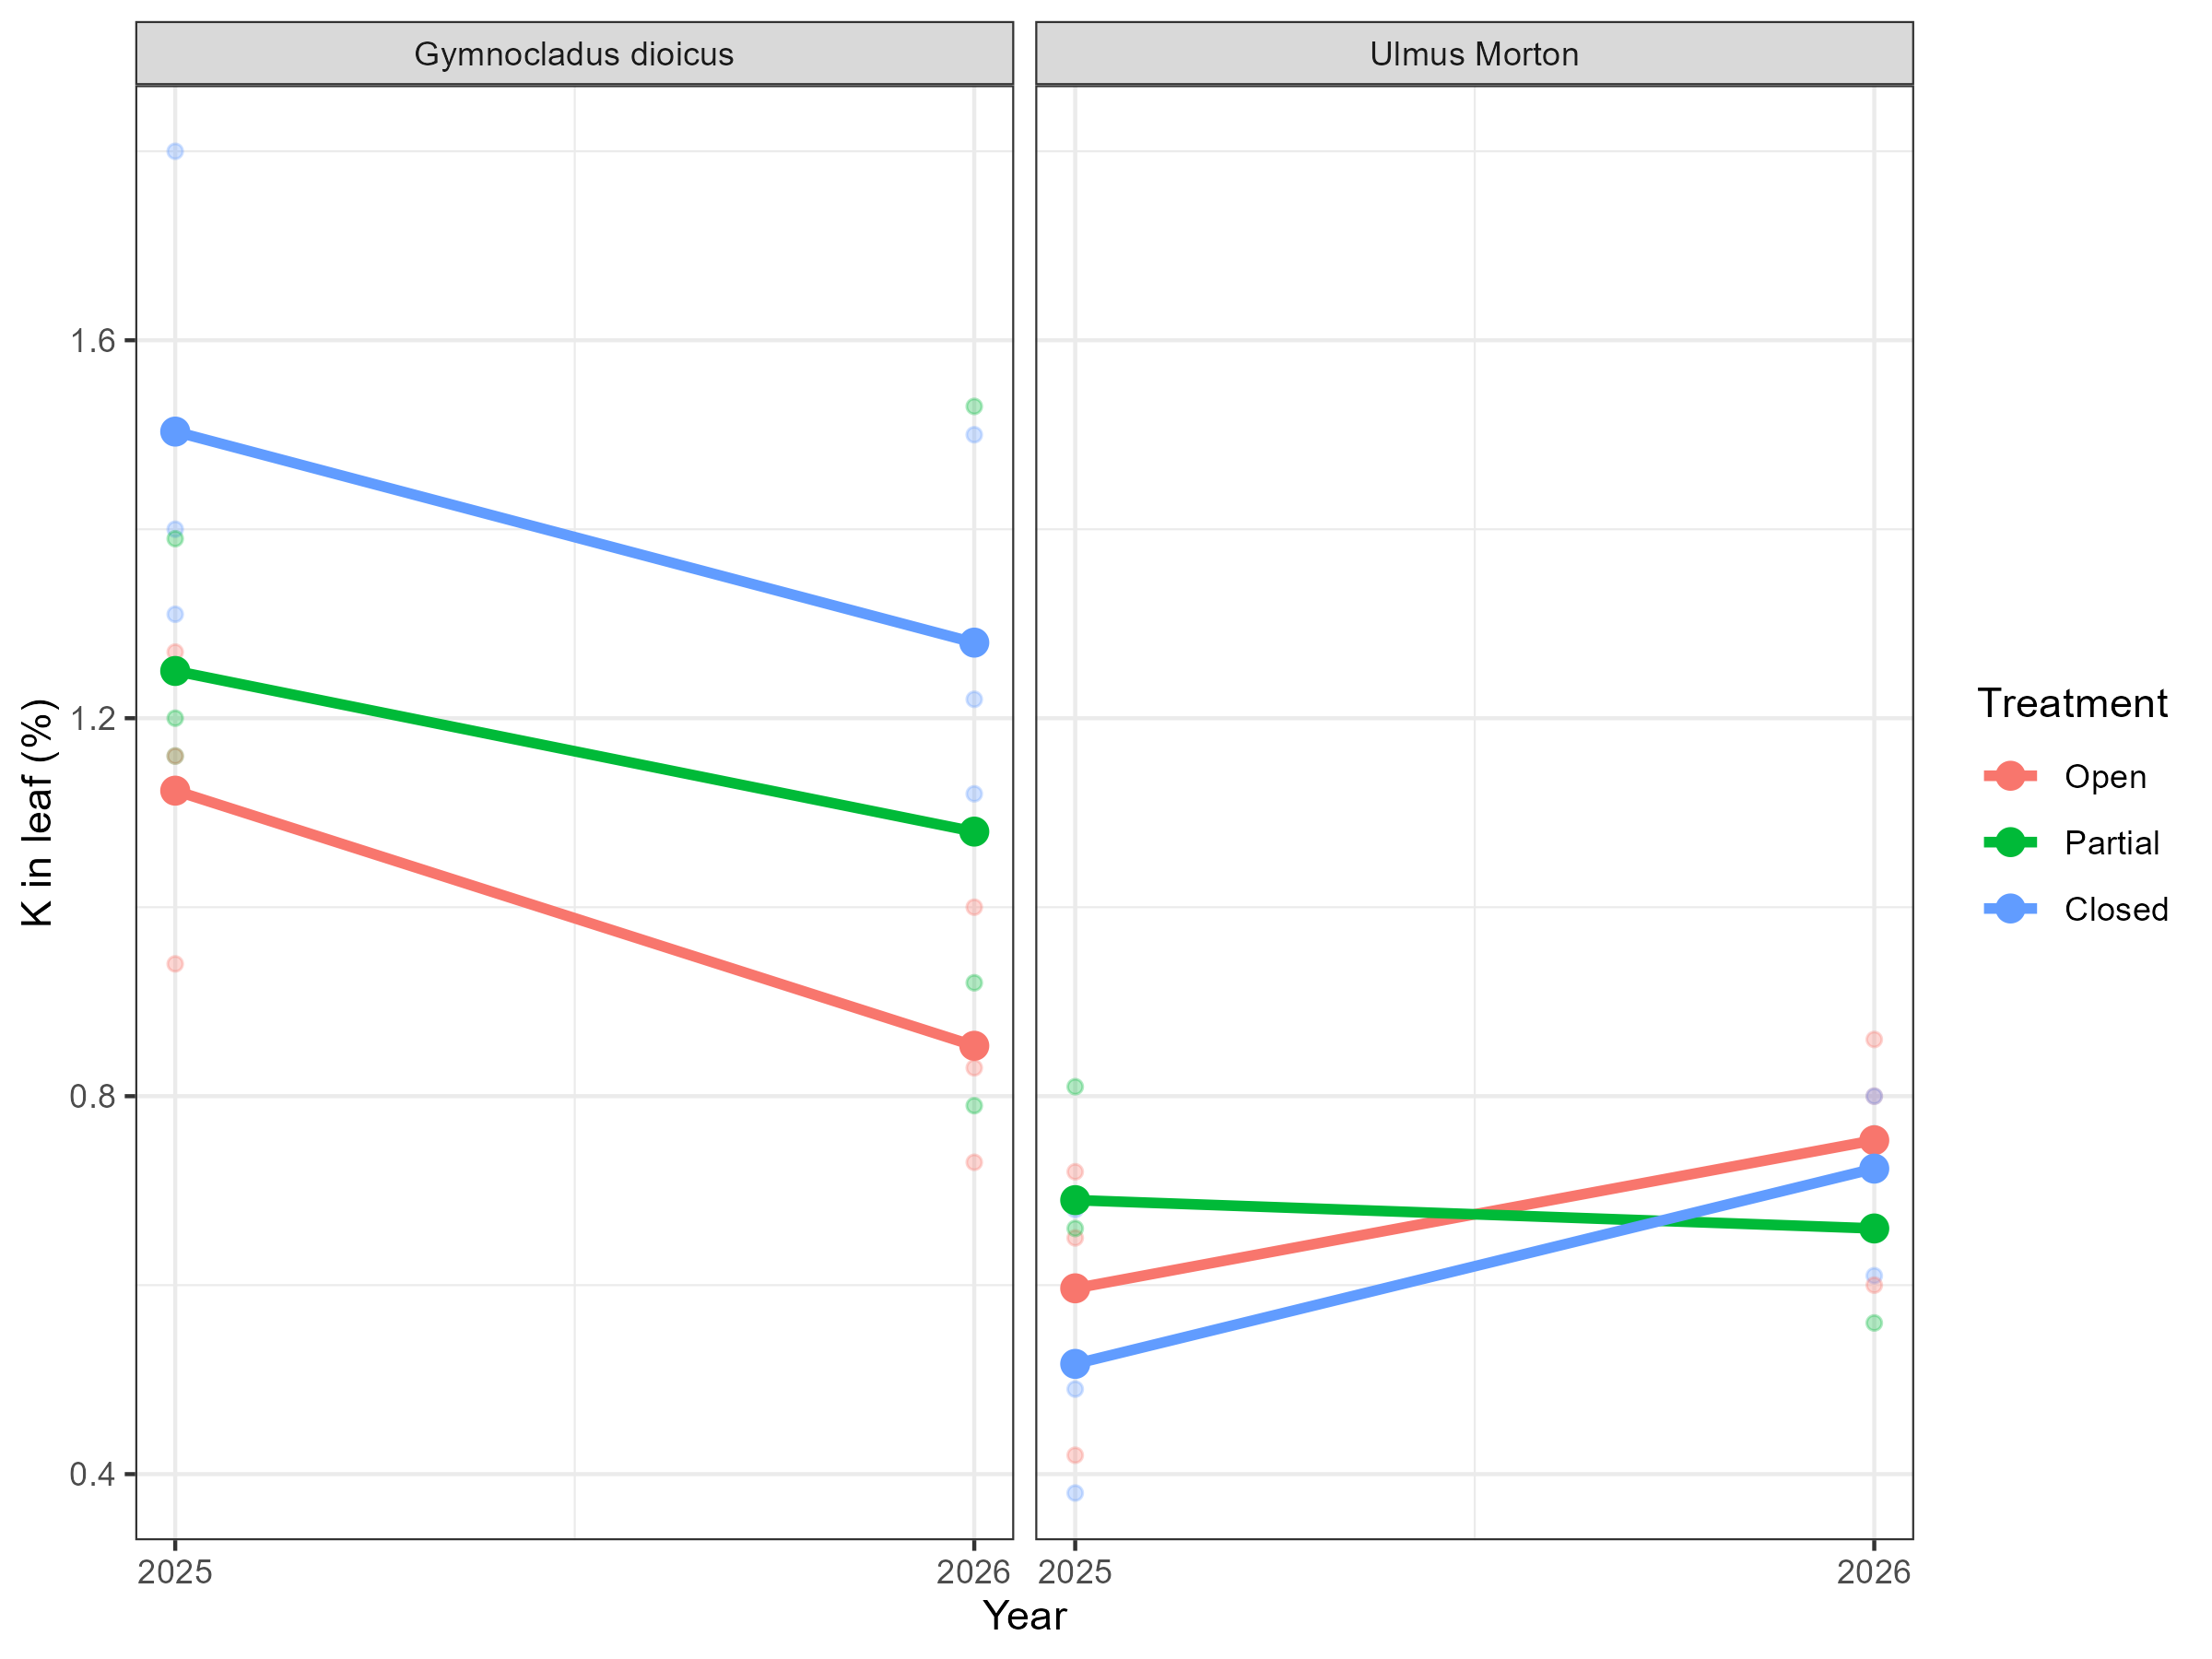 Gymnocladus dioicus
Ulmus Morton
K in leaf (%)
1.6
1.2
0.8
0.4
2025
2026
2025
2026
Year
Treatment
Open
Partial
Closed